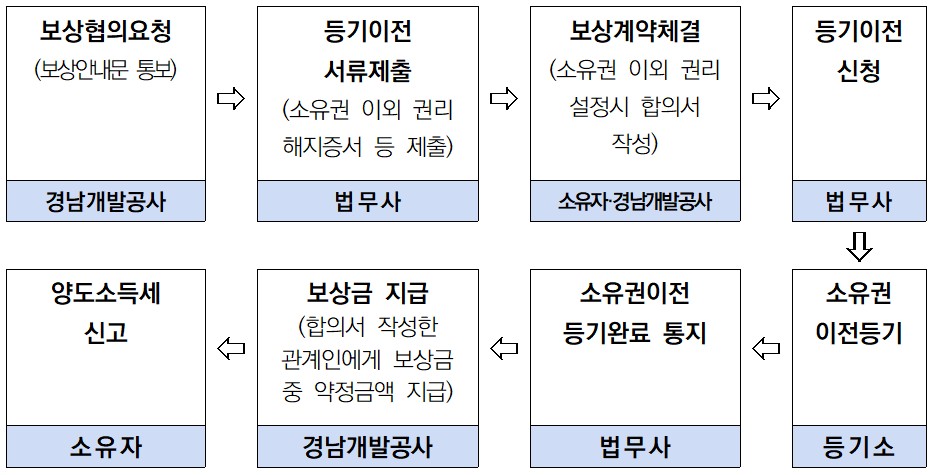 보상협의요청
(보상안내문 통보)
경남개발공사
등기이전
서류제출
(소유권 이외 권리
해지증서 등 제출)
법무사
보상계약체결
(소유권 이외 권리
설정시 합의서
작성)
소유자·경남개발공사
등기이전
신청
법무사
소유권
이전등기
등기소
소유권이전
등기완료 통지
법무사
보상금 지급
(합의서 작성한
관계인에게 보상금
중 약정금액 지급)
경남개발공사
양도소득세
신고
소유자